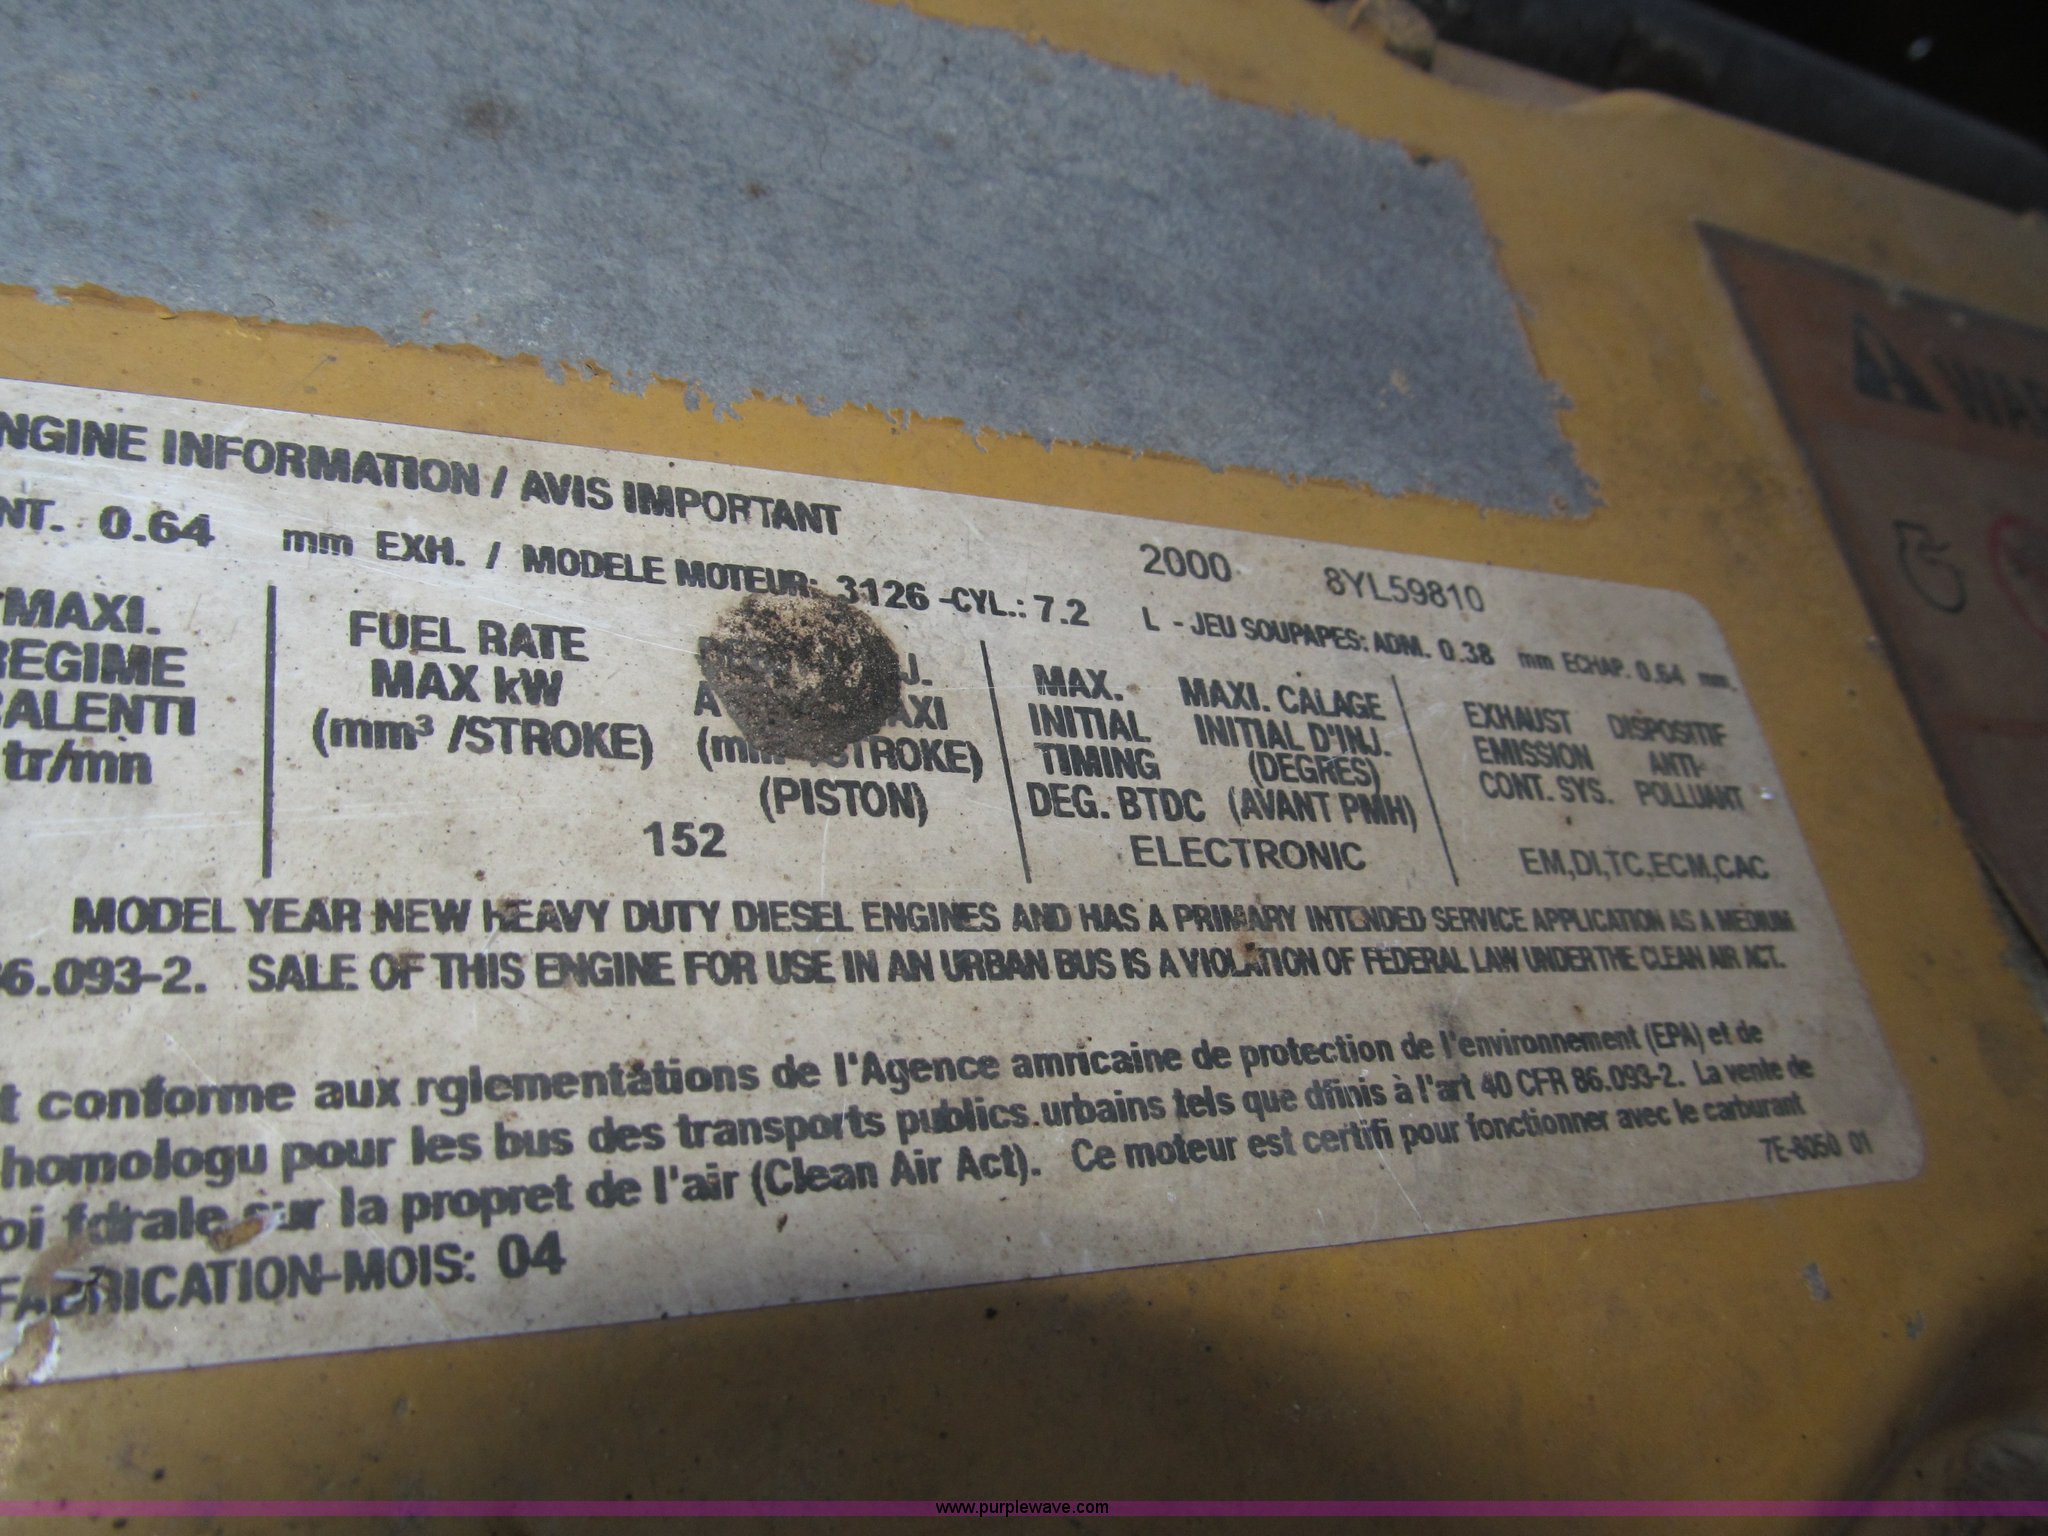 NGINE INFORMATION / AVIS IMPORTANT
2000 8YL59810
NT. 0.64 mm EXH. / MODELE MOTEUR: 3126 -CYL.: 7.2 L - JEU SOUPAPES: ADM. 0.38 mm ECHAP. 0.64 mm.
MAXI.
REGIME
RALENTI
tr/mn
FUEL RATE
MAX kW
(mm³ /STROKE)
J.
A AXI
(mm /STROKE)
(PISTON)
152
MAX. MAXI. CALAGE
INITIAL INITIAL D'INJ.
TIMING (DEGRES)
DEG. BTDC (AVANT PMH)
ELECTRONIC
EXHAUST DISPOSITIF
EMISSION ANTI-
CONT. SYS. POLLUANT
EM,DI,TC,ECM,CAC
MODEL YEAR NEW HEAVY DUTY DIESEL ENGINES AND HAS A PRIMARY INTENDED SERVICE APPLICATION AS A MEDIUM
86.093-2. SALE OF THIS ENGINE FOR USE IN AN URBAN BUS IS A VIOLATION OF FEDERAL LAW UNDER THE CLEAN AIR ACT.
t conforme aux rglementations de l'Agence amricaine de protection de l'environnement (EPA) et de
homologu pour les bus des transports publics urbains tels que dfinis à l'art 40 CFR 86.093-2. La vente de
oi fdrale sur la propret de l'air (Clean Air Act). Ce moteur est certifi pour fonctionner avec le carburant
FABRICATION-MOIS: 04
7E-8050 01
WAR
www.purplewave.com